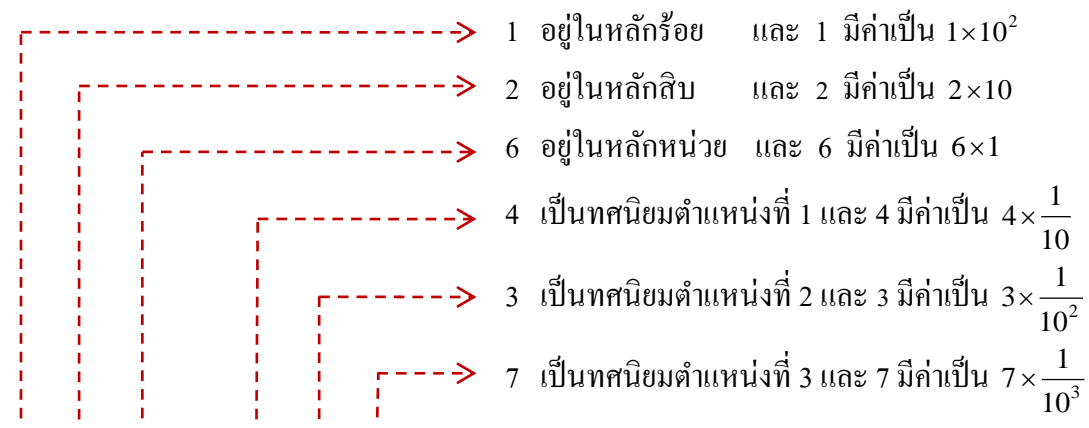 1 อยู่ในหลักร้อย และ 1 มีค่าเป็น 1×10²
2 อยู่ในหลักสิบ และ 2 มีค่าเป็น 2×10
6 อยู่ในหลักหน่วย และ 6 มีค่าเป็น 6×1
4 เป็นทศนิยมตำแหน่งที่ 1 และ 4 มีค่าเป็น 4×1/10
3 เป็นทศนิยมตำแหน่งที่ 2 และ 3 มีค่าเป็น 3×1/10²
7 เป็นทศนิยมตำแหน่งที่ 3 และ 7 มีค่าเป็น 7×1/10³